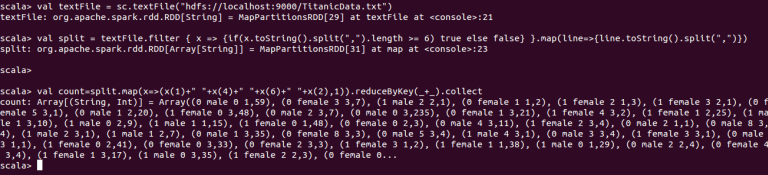 scala> val textFile = sc.textFile("hdfs://localhost:9000/TitanicData.txt")
textFile: org.apache.spark.rdd.RDD[String] = MapPartitionsRDD[29] at textFile at <console>:21
scala> val split = textFile.filter { x => {if(x.toString().split(",").length >= 6) true else false} }.map(line=>{line.toString().split(",")})
split: org.apache.spark.rdd.RDD[Array[String]] = MapPartitionsRDD[31] at map at <console>:23
scala>
scala> val count=split.map(x=>(x(1)+" "+x(4)+" "+x(6)+" "+x(2),1)).reduceByKey(_+_).collect
count: Array[(String, Int)] = Array((0 male 0 1,59), (0 female 3 3,7), (1 male 2 2,1), (0 female 1 1,2), (1 female 2 1,3), (1 female 3 2,1), (0 f
emale 5 3,1), (0 male 1 2,20), (1 female 0 3,48), (0 male 2 3,7), (0 male 0 3,235), (0 female 1 3,21), (1 female 4 3,2), (1 female 1 2,25), (1 ma
le 1 3,10), (1 male 0 2,9), (1 male 1 1,15), (1 female 0 1,48), (0 female 0 2,3), (0 male 4 3,11), (1 female 2 3,4), (0 male 2 1,1), (0 male 8 3,
4), (1 male 2 3,1), (1 male 1 2,7), (0 male 1 3,35), (0 female 8 3,3), (0 male 5 3,4), (1 male 4 3,1), (0 male 3 3,4), (1 female 3 3,1), (0 male
3 1,1), (1 female 0 2,41), (0 female 0 3,33), (0 female 2 3,3), (1 female 3 1,2), (1 female 1 1,38), (1 male 0 1,29), (0 male 2 2,4), (0 female 4
3,4), (1 female 1 3,17), (1 male 0 3,35), (1 female 2 2,3), (0 female 0...
scala>